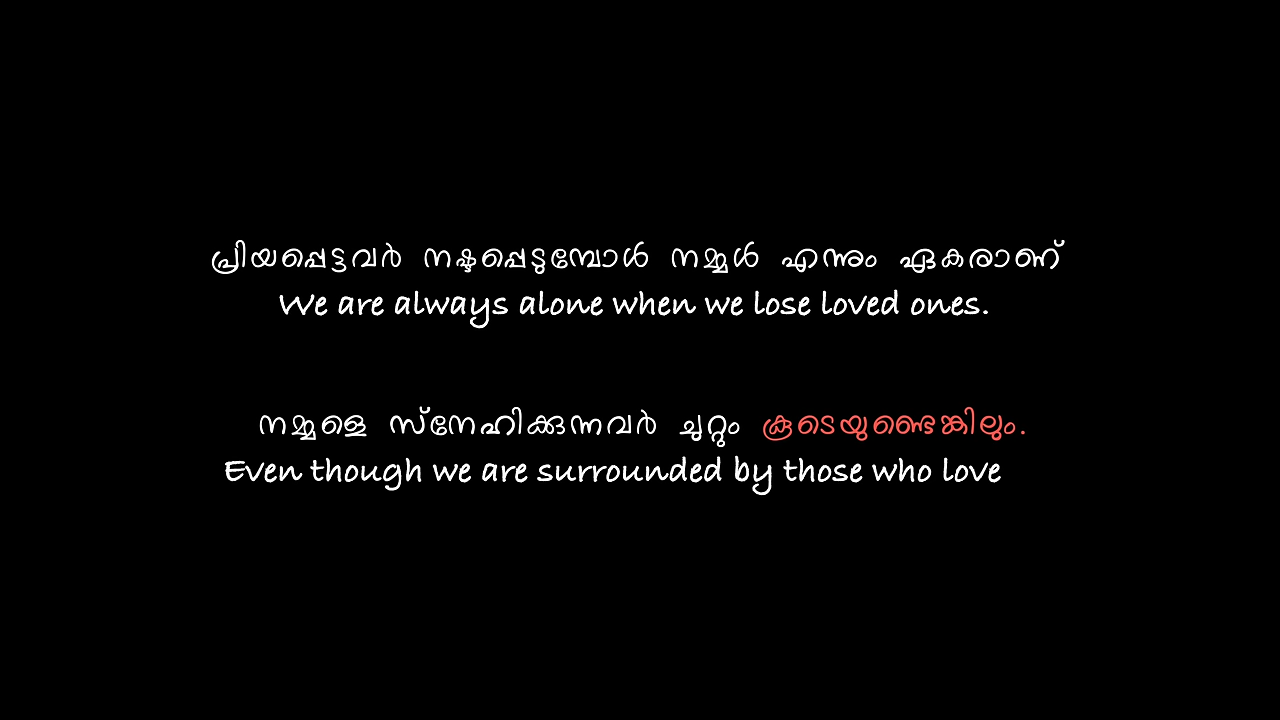 പ്രിയപ്പെട്ടവർ നഷ്ടപ്പെടുമ്പോൾ നമ്മൾ എന്നും ഏകരാണ്
We are always alone when we lose loved ones.
നമ്മളെ സ്നേഹിക്കുന്നവർ ചുറ്റും കൂടെയുണ്ടെങ്കിലും.
Even though we are surrounded by those who love